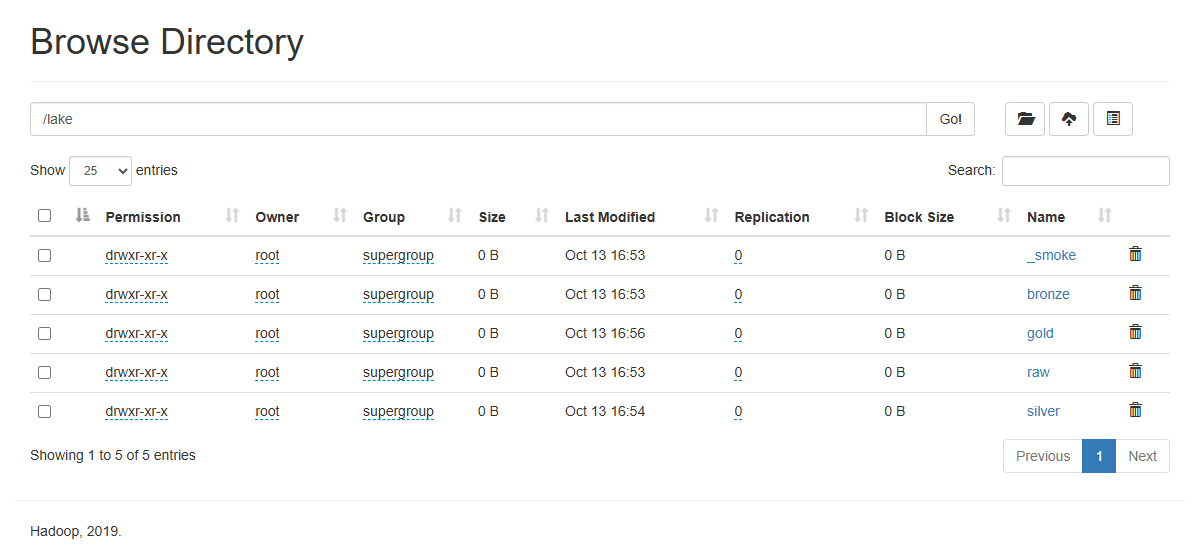 Browse Directory
/lake Go!
Show 25 entries Search:
Permission Owner Group Size Last Modified Replication Block Size Name
drwxr-xr-x root supergroup 0 B Oct 13 16:53 0 0 B _smoke
drwxr-xr-x root supergroup 0 B Oct 13 16:53 0 0 B bronze
drwxr-xr-x root supergroup 0 B Oct 13 16:56 0 0 B gold
drwxr-xr-x root supergroup 0 B Oct 13 16:53 0 0 B raw
drwxr-xr-x root supergroup 0 B Oct 13 16:54 0 0 B silver
Showing 1 to 5 of 5 entries Previous 1 Next
Hadoop, 2019.